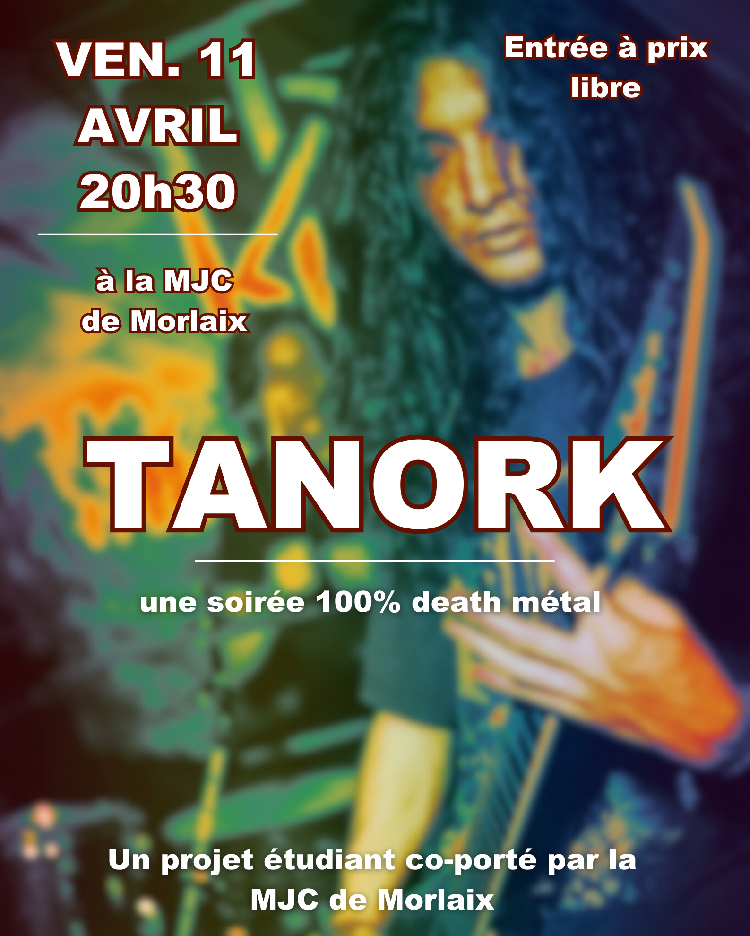 VEN. 11
AVRIL
20h30
à la MJC
de Morlaix
Entrée à prix
libre
TANORK
une soirée 100% death métal
Un projet étudiant co-porté par la
MJC de Morlaix